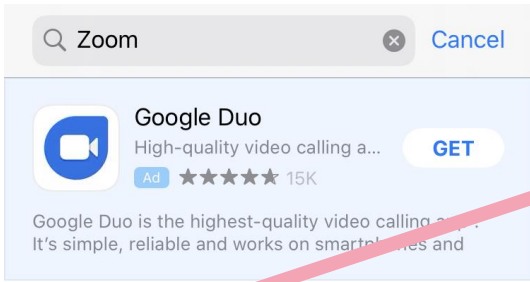 Zoom
Cancel
Google Duo
High-quality video calling a...
GET
Ad
15K
Google Duo is the highest-quality video calling
It's simple, reliable and works on and